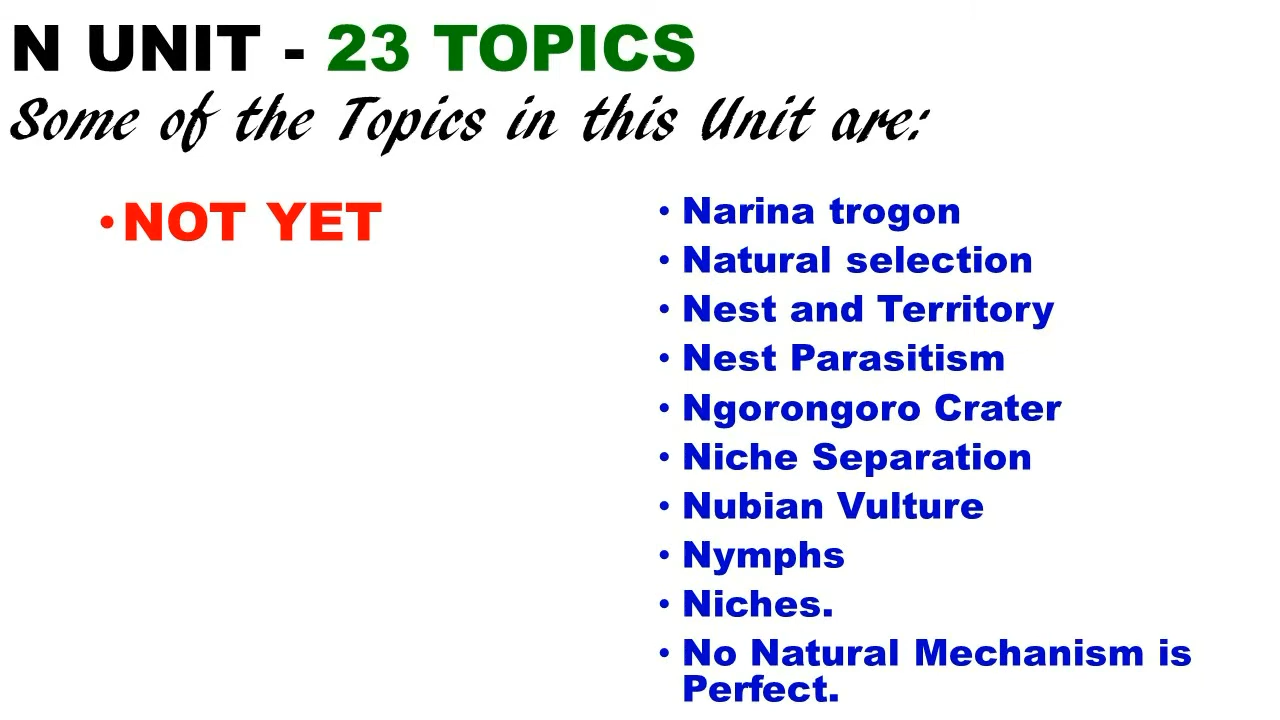 N UNIT - 23 TOPICS
Some of the Topics in this Unit are:
•NOT YET
• Narina trogon
• Natural selection
• Nest and Territory
• Nest Parasitism
• Ngorongoro Crater
• Niche Separation
• Nubian Vulture
• Nymphs
• Niches.
• No Natural Mechanism is
Perfect.